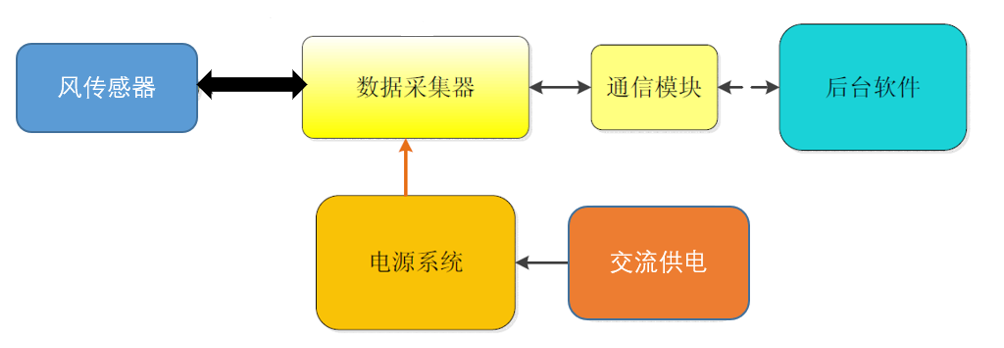 风传感器
数据采集器
通信模块
后台软件
电源系统
交流供电